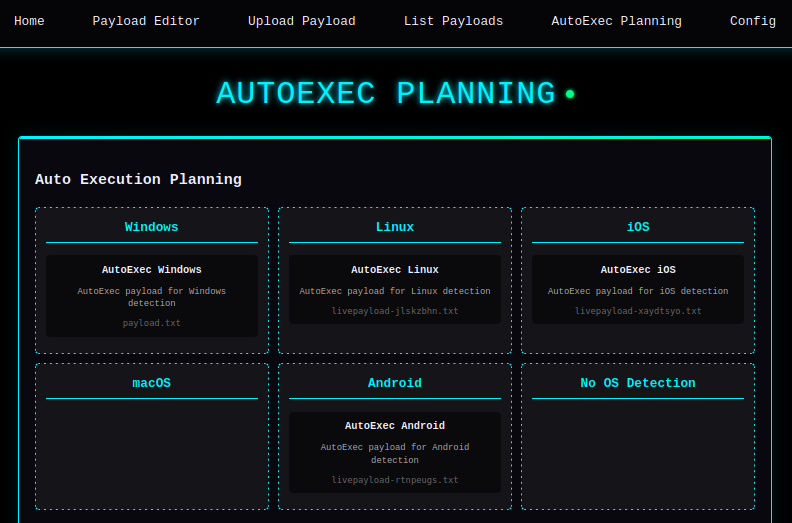 Home Payload Editor Upload Payload List Payloads AutoExec Planning Config
AUTOEXEC PLANNING
Auto Execution Planning
Windows
AutoExec Windows
AutoExec payload for Windows
detection
payload.txt
Linux
AutoExec Linux
AutoExec payload for Linux detection
livepayload-jlskzbhn.txt
iOS
AutoExec iOS
AutoExec payload for iOS detection
livepayload-xaydtsyo.txt
macOS
Android
AutoExec Android
AutoExec payload for Android
detection
livepayload-rtnpeugs.txt
No OS Detection